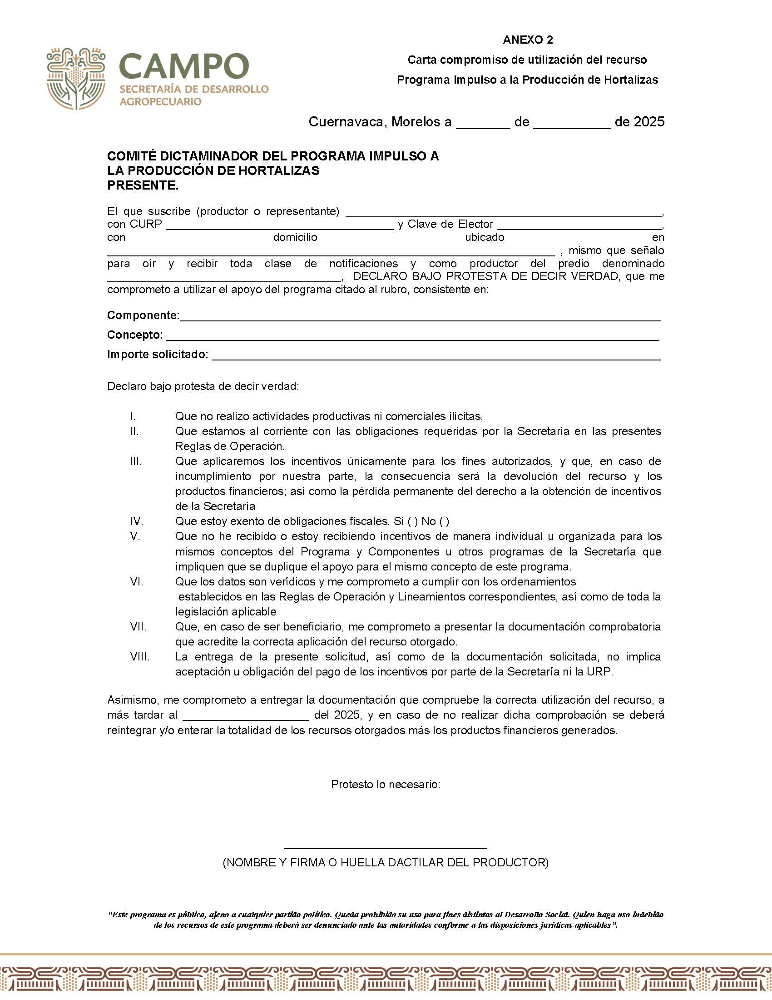 CAMPO
SECRETARÍA DE DESARROLLO
AGROPECUARIO
ANEXO 2
Carta compromiso de utilización del recurso
Programa Impulso a la Producción de Hortalizas
Cuernavaca, Morelos a _______ de __________ de 2025
COMITÉ DICTAMINADOR DEL PROGRAMA IMPULSO A
LA PRODUCCIÓN DE HORTALIZAS
PRESENTE.
El que suscribe (productor o representante) __________________________________________________,
con CURP ____________________________________ y Clave de Elector __________________________,
con domicilio ubicado en
_______________________________________________________________________ , mismo que señalo
para oír y recibir toda clase de notificaciones y como productor del predio denominado
_____________________________________, DECLARO BAJO PROTESTA DE DECIR VERDAD, que me
comprometo a utilizar el apoyo del programa citado al rubro, consistente en:
Componente:____________________________________________________________________________
Concepto: ______________________________________________________________________________
Importe solicitado: _______________________________________________________________________
Declaro bajo protesta de decir verdad:
I. Que no realizo actividades productivas ni comerciales ilícitas.
II. Que estamos al corriente con las obligaciones requeridas por la Secretaría en las presentes
Reglas de Operación.
III. Que aplicaremos los incentivos únicamente para los fines autorizados, y que, en caso de
incumplimiento por nuestra parte, la consecuencia será la devolución del recurso y los
productos financieros; así como la pérdida permanente del derecho a la obtención de incentivos
de la Secretaría
IV. Que estoy exento de obligaciones fiscales. Sí ( ) No ( )
V. Que no he recibido o estoy recibiendo incentivos de manera individual u organizada para los
mismos conceptos del Programa y Componentes u otros programas de la Secretaría que
impliquen que se duplique el apoyo para el mismo concepto de este programa.
VI. Que los datos son verídicos y me comprometo a cumplir con los ordenamientos
establecidos en las Reglas de Operación y Lineamientos correspondientes, así como de toda la
legislación aplicable
VII. Que, en caso de ser beneficiario, me comprometo a presentar la documentación comprobatoria
que acredite la correcta aplicación del recurso otorgado.
VIII. La entrega de la presente solicitud, así como de la documentación solicitada, no implica
aceptación u obligación del pago de los incentivos por parte de la Secretaría ni la URP.
Asimismo, me comprometo a entregar la documentación que compruebe la correcta utilización del recurso, a
más tardar al ____________________ del 2025, y en caso de no realizar dicha comprobación se deberá
reintegrar y/o enterar la totalidad de los recursos otorgados más los productos financieros generados.
Protesto lo necesario:
________________________________
(NOMBRE Y FIRMA O HUELLA DACTILAR DEL PRODUCTOR)
“Este programa es público, ajeno a cualquier partido político. Queda prohibido su uso para fines distintos al Desarrollo Social. Quien haga uso indebido
de los recursos de este programa deberá ser denunciado ante las autoridades conforme a las disposiciones jurídicas aplicables”.